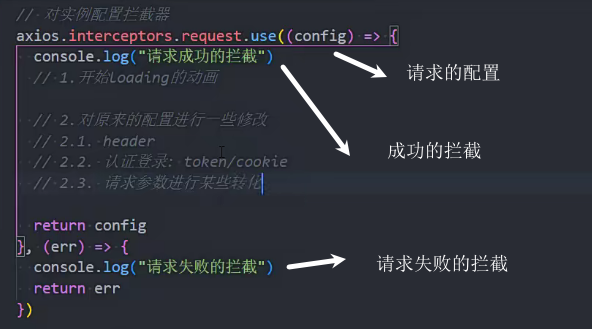 // 对实例配置拦截器
axios.interceptors.request.use((config) => {
console.log("请求成功的拦截")
// 1.开始loading的动画
// 2.对原来的配置进行一些修改
// 2.1. header
// 2.2. 认证登录: token/cookie
// 2.3. 请求参数进行某些转化
return config
}, (err) => {
console.log("请求失败的拦截")
return err
})
请求的配置
成功的拦截
请求失败的拦截